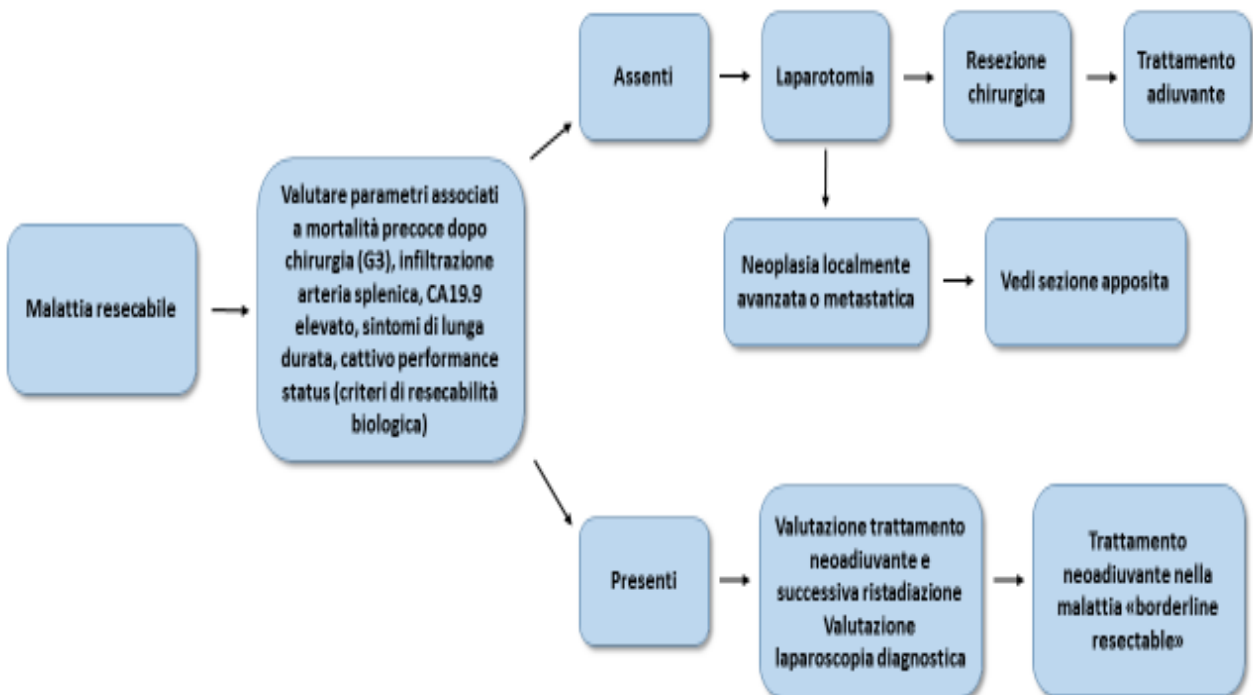 Malattia resecabile
Valutare parametri associati
a mortalità precoce dopo
chirurgia (G3), infiltrazione
arteria splenica, CA19.9
elevato, sintomi di lunga
durata, cattivo performance
status (criteri di resecabilità
biologica)
Assenti
Laparotomia
Resezione
chirurgica
Trattamento
adiuvante
Neoplasia localmente
avanzata o metastatica
Vedi sezione apposita
Presenti
Valutazione trattamento
neoadiuvante e
successiva ristadiazione
Valutazione
laparoscopia diagnostica
Trattamento
neoadiuvante nella
malattia «borderline
resectable»